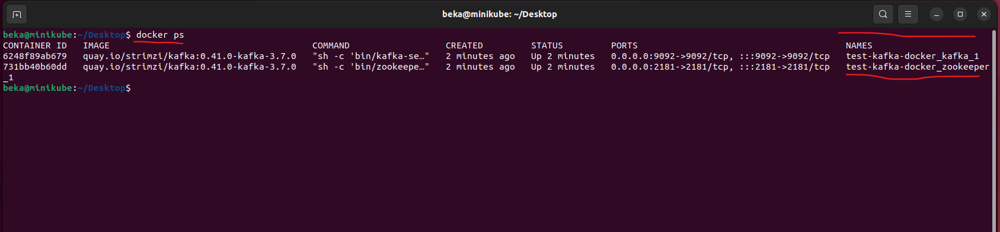 beka@minikube: ~/Desktop
beka@minikube:~/Desktop$ docker ps
CONTAINER ID   IMAGE                                      COMMAND                  CREATED         STATUS         PORTS                                       NAMES
6248f89ab679   quay.io/strimzi/kafka:0.41.0-kafka-3.7.0   "sh -c 'bin/kafka-se…"   2 minutes ago   Up 2 minutes   0.0.0.0:9092->9092/tcp, :::9092->9092/tcp   test-kafka-docker_kafka_1
731bb40b60dd   quay.io/strimzi/kafka:0.41.0-kafka-3.7.0   "sh -c 'bin/zookeepe…"   2 minutes ago   Up 2 minutes   0.0.0.0:2181->2181/tcp, :::2181->2181/tcp   test-kafka-docker_zookeeper
_1
beka@minikube:~/Desktop$